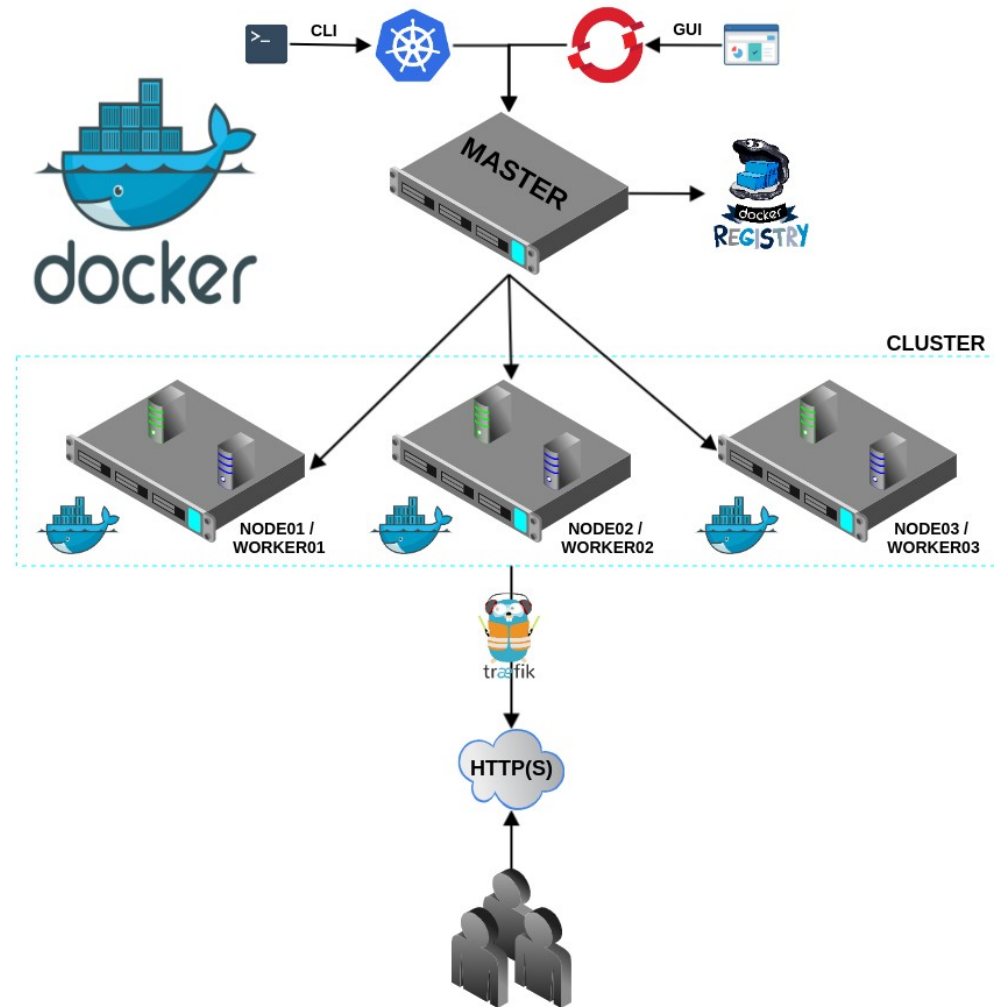 CLI
GUI
>_
MASTER
docker
docker
REGISTRY
CLUSTER
NODE01 /
WORKER01
NODE02 /
WORKER02
NODE03 /
WORKER03
træfik
HTTP(S)